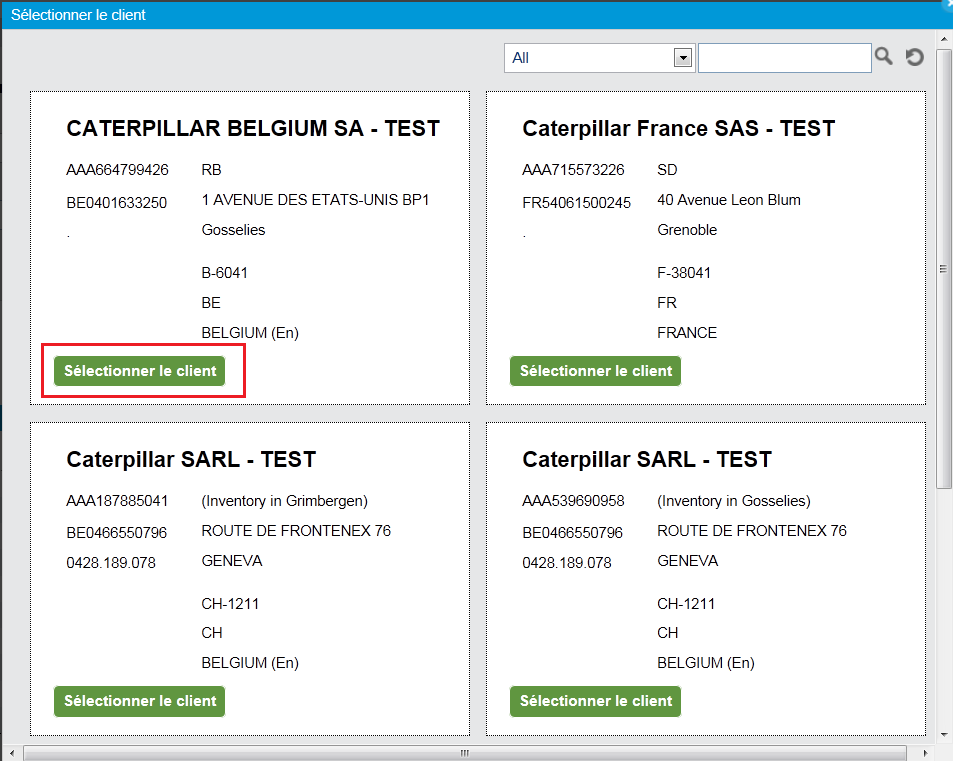 Sélectionner le client
All
CATERPILLAR BELGIUM SA - TEST
AAA664799426 RB
BE0401633250 1 AVENUE DES ETATS-UNIS BP1
. Gosselies
B-6041
BE
BELGIUM (En)
Sélectionner le client
Caterpillar France SAS - TEST
AAA715573226 SD
FR54061500245 40 Avenue Leon Blum
. Grenoble
F-38041
FR
FRANCE
Sélectionner le client
Caterpillar SARL - TEST
AAA187885041 (Inventory in Grimbergen)
BE0466550796 ROUTE DE FRONTENEX 76
0428.189.078 GENEVA
CH-1211
CH
BELGIUM (En)
Sélectionner le client
Caterpillar SARL - TEST
AAA539690958 (Inventory in Gosselies)
BE0466550796 ROUTE DE FRONTENEX 76
0428.189.078 GENEVA
CH-1211
CH
BELGIUM (En)
Sélectionner le client